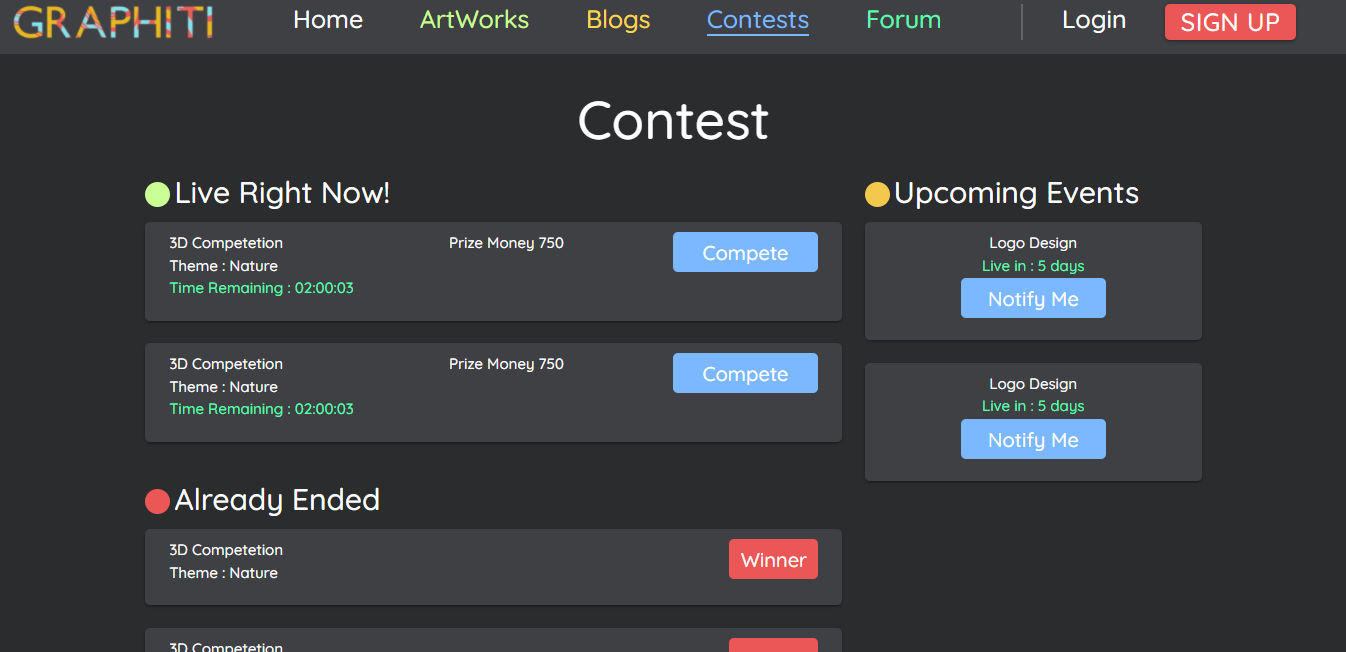 GRAPHITI Home ArtWorks Blogs Contests Forum Login SIGN UP
Contest
Live Right Now!
3D Competetion Prize Money 750 Compete
Theme : Nature
Time Remaining : 02:00:03
3D Competetion Prize Money 750 Compete
Theme : Nature
Time Remaining : 02:00:03
Already Ended
3D Competetion Winner
Theme : Nature
3D Competetion
Upcoming Events
Logo Design
Live in : 5 days
Notify Me
Logo Design
Live in : 5 days
Notify Me